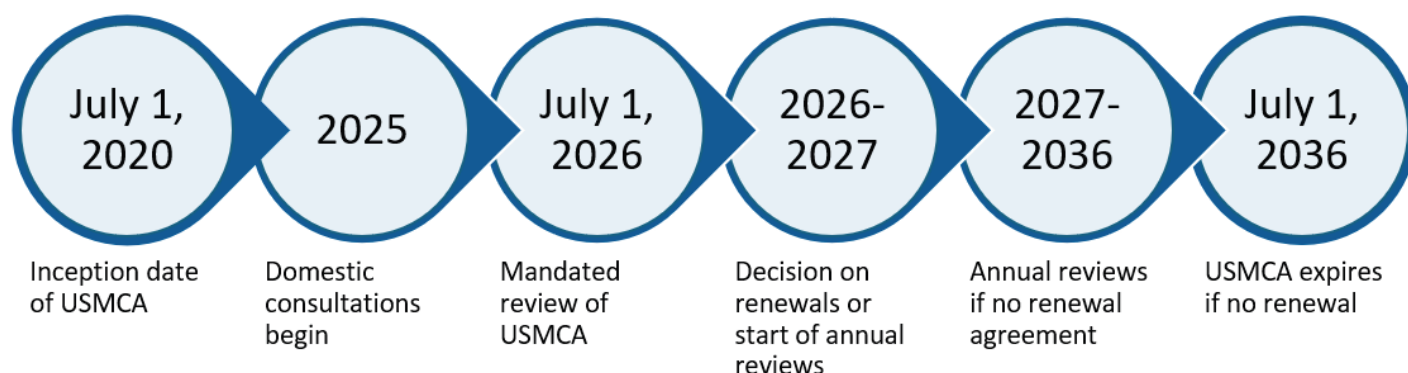 July 1,
2020
2025
July 1,
2026
2026-
2027
2027-
2036
July 1,
2036
Inception date
of USMCA
Domestic
consultations
begin
Mandated
review of
USMCA
Decision on
renewals or
start of annual
reviews
Annual reviews
if no renewal
agreement
USMCA expires
if no renewal